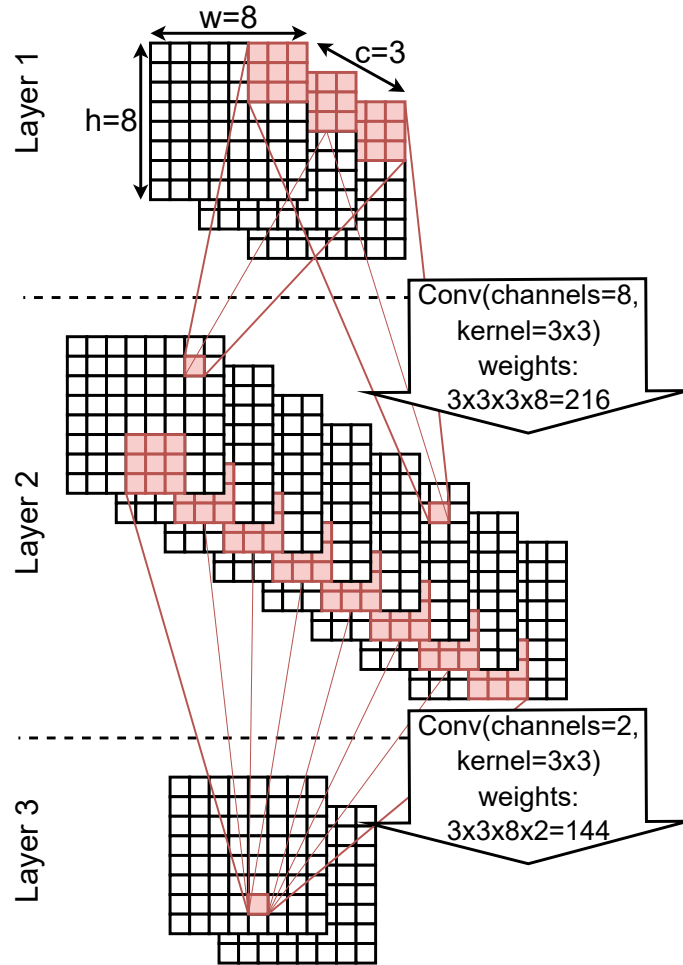 Layer 1
w=8
c=3
h=8
Conv(channels=8,
kernel=3x3)
weights:
3x3x3x8=216
Layer 2
Conv(channels=2,
kernel=3x3)
weights:
3x3x8x2=144
Layer 3